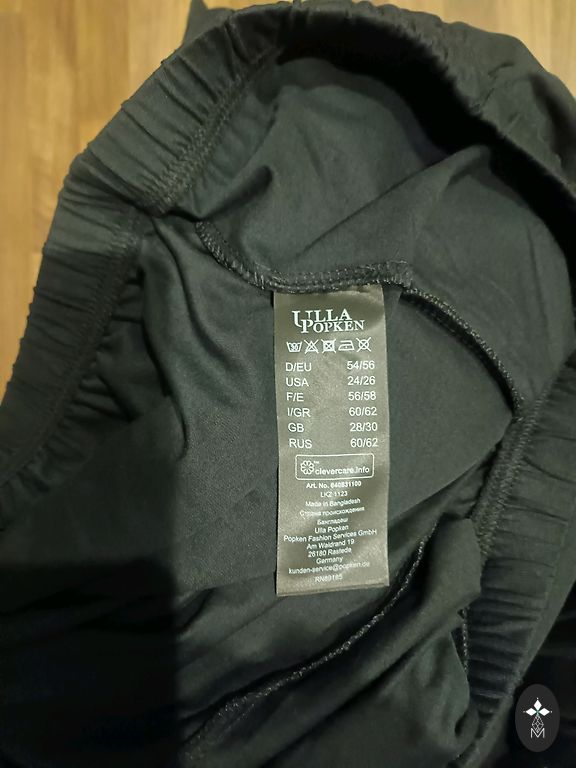 ULLA
POPKEN
D/EU 54/56
USA 24/26
F/E 56/58
I/GR 60/62
GB 28/30
RUS 60/62
clevercare.info
Art. No. 840831100
LKZ 1123
Made in Bangladesh
Страна происхождения
Бангладеш
Ulla Popken
Popken Fashion Services GmbH
Am Waldrand 19
26180 Rastede
Germany
kunden-service@popken.de
RN89185
M